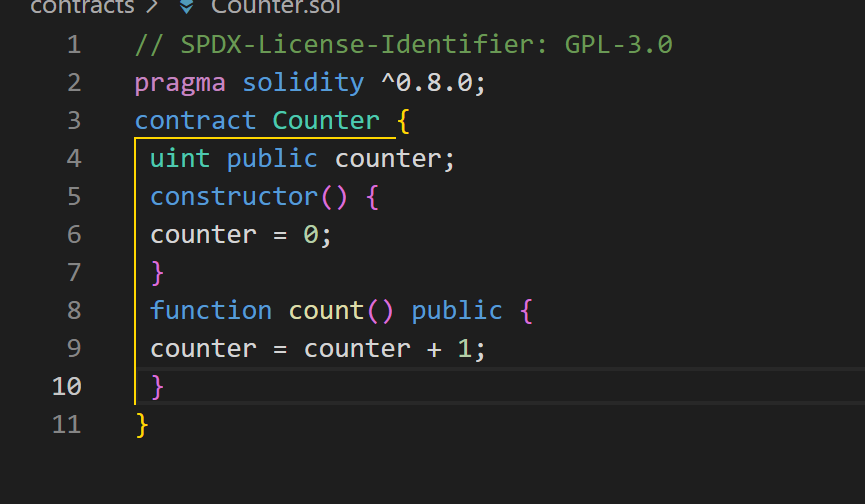 contracts > Counter.sol
1 // SPDX-License-Identifier: GPL-3.0
2 pragma solidity ^0.8.0;
3 contract Counter {
4 uint public counter;
5 constructor() {
6 counter = 0;
7 }
8 function count() public {
9 counter = counter + 1;
10 }
11 }